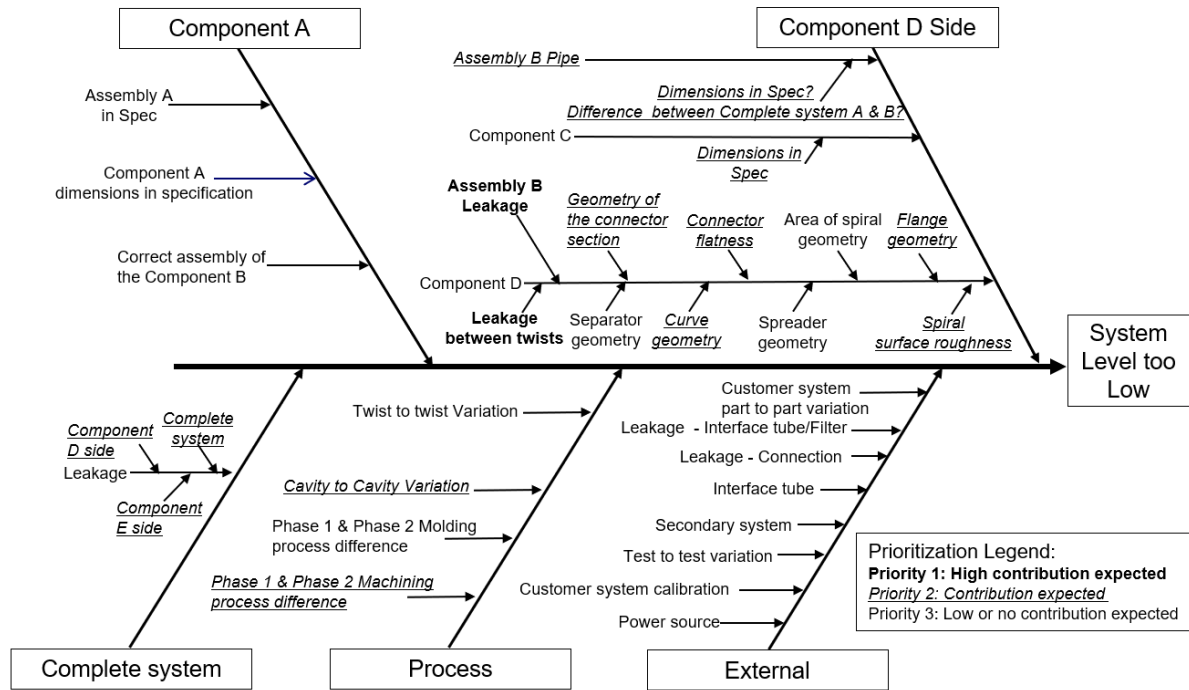 Component A
Component D Side
Assembly B Pipe
Assembly A
in Spec
Dimensions in Spec?
Difference between Complete system A & B?
Component C
Dimensions in
Spec
Component A
dimensions in specification
Assembly B
Leakage
Geometry of
the connector
section
Connector
flatness
Area of spiral
geometry
Flange
geometry
Correct assembly of
the Component B
Component D
Leakage
between twists
Separator
geometry
Curve
geometry
Spreader
geometry
Spiral
surface roughness
System
Level too
Low
Component
D side
Complete
system
Leakage
Component
E side
Twist to twist Variation
Cavity to Cavity Variation
Phase 1 & Phase 2 Molding
process difference
Phase 1 & Phase 2 Machining
process difference
Customer system
part to part variation
Leakage - Interface tube/Filter
Leakage - Connection
Interface tube
Secondary system
Test to test variation
Customer system calibration
Power source
Prioritization Legend:
Priority 1: High contribution expected
Priority 2: Contribution expected
Priority 3: Low or no contribution expected
Complete system
Process
External